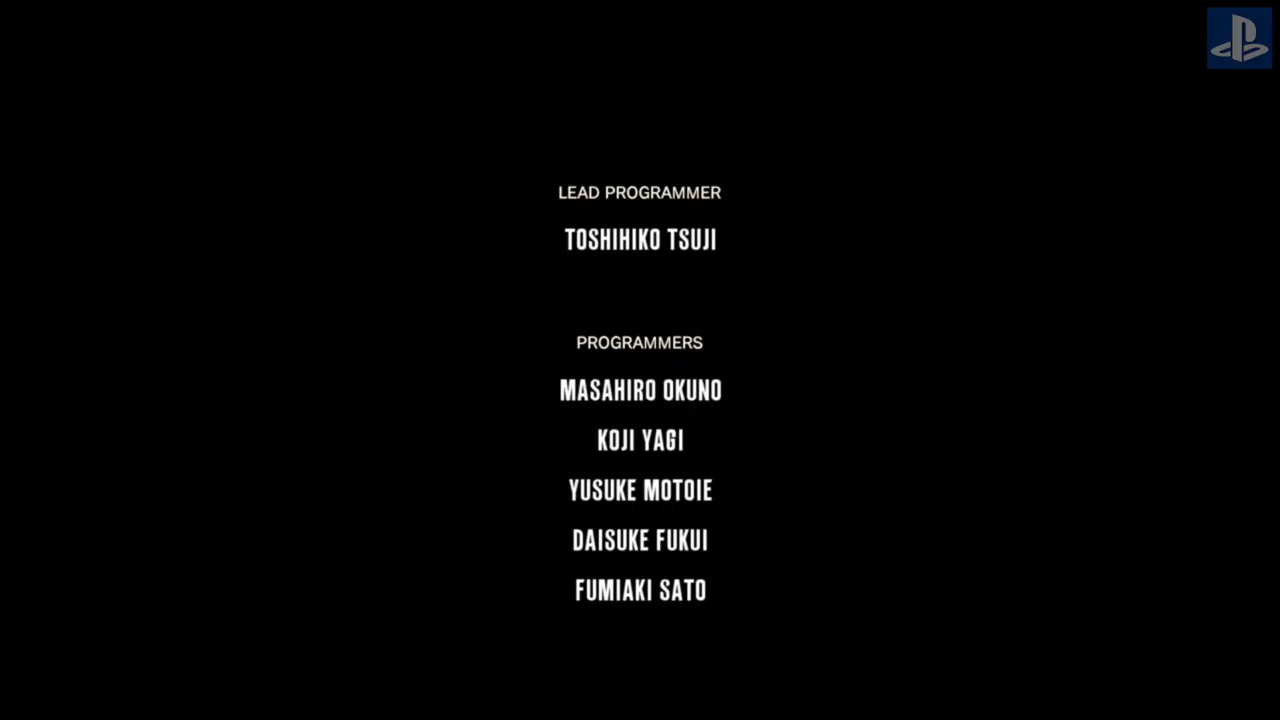 LEAD PROGRAMMER
TOSHIHIKO TSUJI
PROGRAMMERS
MASAHIRO OKUNO
KOJI YAGI
YUSUKE MOTOIE
DAISUKE FUKUI
FUMIAKI SATO